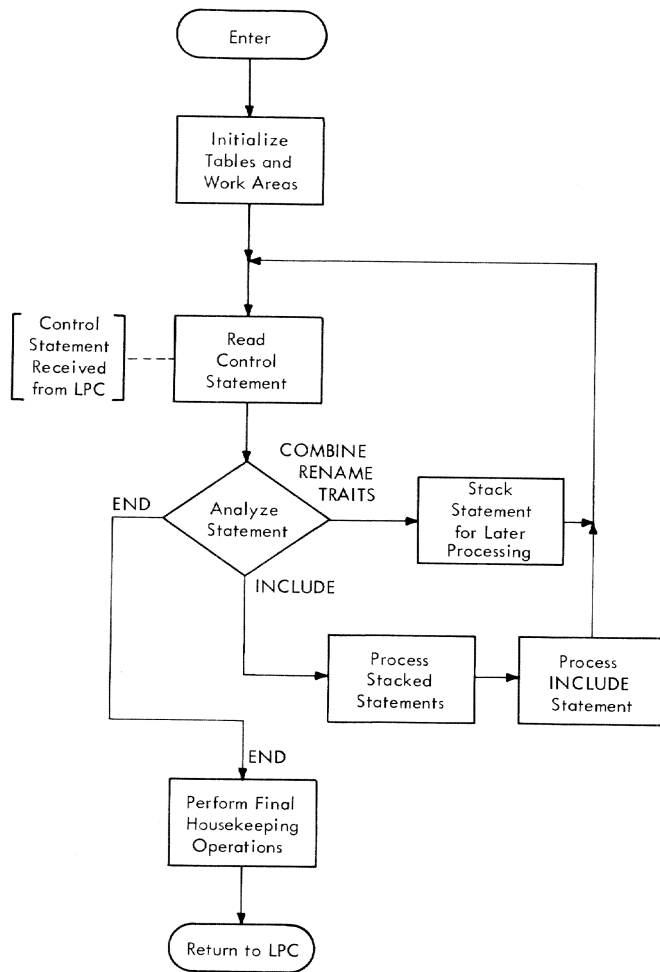 Enter
Initialize
Tables and
Work Areas
Control
Statement
Received
from LPC
Read
Control
Statement
COMBINE
RENAME
TRAITS
END
Analyze
Statement
Stack
Statement
for Later
Processing
INCLUDE
Process
Stacked
Statements
Process
INCLUDE
Statement
END
Perform Final
Housekeeping
Operations
Return to LPC